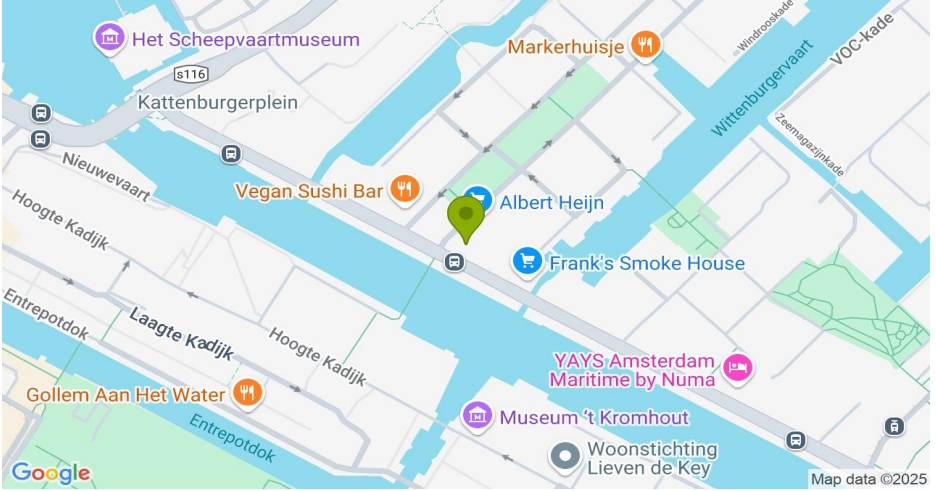 Het Scheepvaartmuseum
s116
Kattenburgerplein
Markerhuisje
Windrooskade
VOC-kade
Wittenburgervaart
Zeemagazijnkade
Nieuwevaart
Hoogte Kadijk
Vegan Sushi Bar
Albert Heijn
Frank's Smoke House
Entrepotdok
Laagte Kadijk
Hoogte Kadijk
YAYS Amsterdam
Maritime by Numa
Gollem Aan Het Water
Entrepotdok
Museum 't Kromhout
Woonstichting
Lieven de Key
Google
Map data ©2025